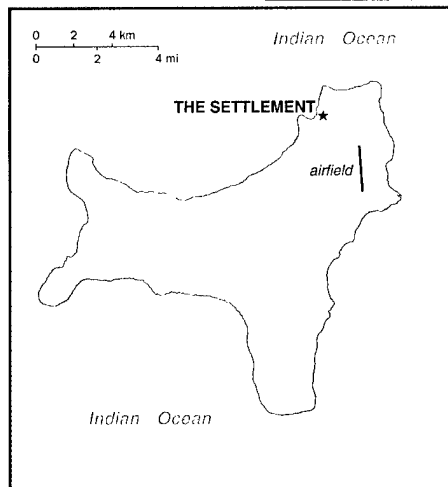 Indian Ocean
0 2 4 km
0 2 4 mi
THE SETTLEMENT
airfield
Indian Ocean